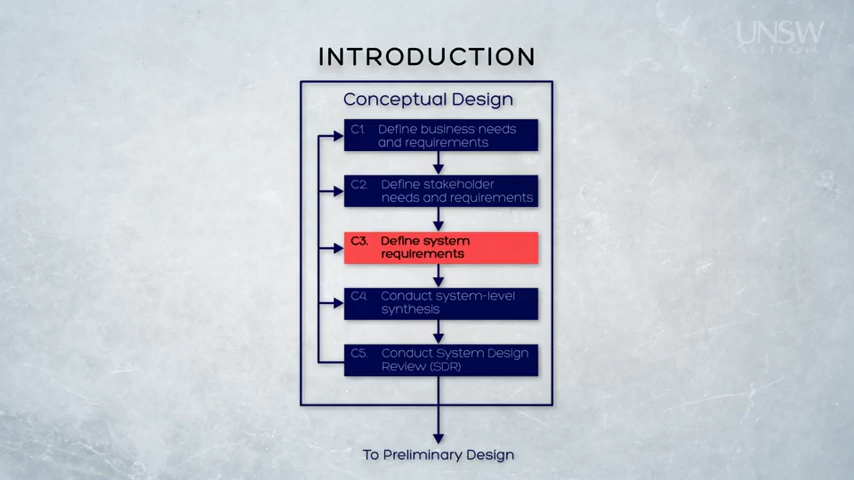 UNSW
AUSTRALIA
INTRODUCTION
Conceptual Design
C1. Define business needs
and requirements
C2. Define stakeholder
needs and requirements
C3. Define system
requirements
C4. Conduct system-level
synthesis
C5. Conduct System Design
Review (SDR)
To Preliminary Design